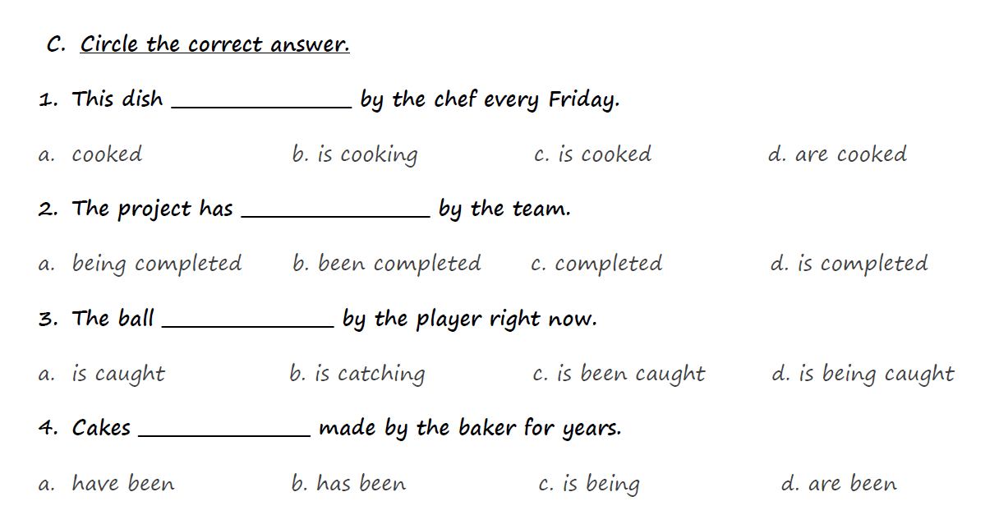 C. Circle the correct answer.
1. This dish _______________ by the chef every Friday.
a. cooked b. is cooking c. is cooked d. are cooked
2. The project has ________________ by the team.
a. being completed b. been completed c. completed d. is completed
3. The ball ______________ by the player right now.
a. is caught b. is catching c. is been caught d. is being caught
4. Cakes ______________ made by the baker for years.
a. have been b. has been c. is being d. are been